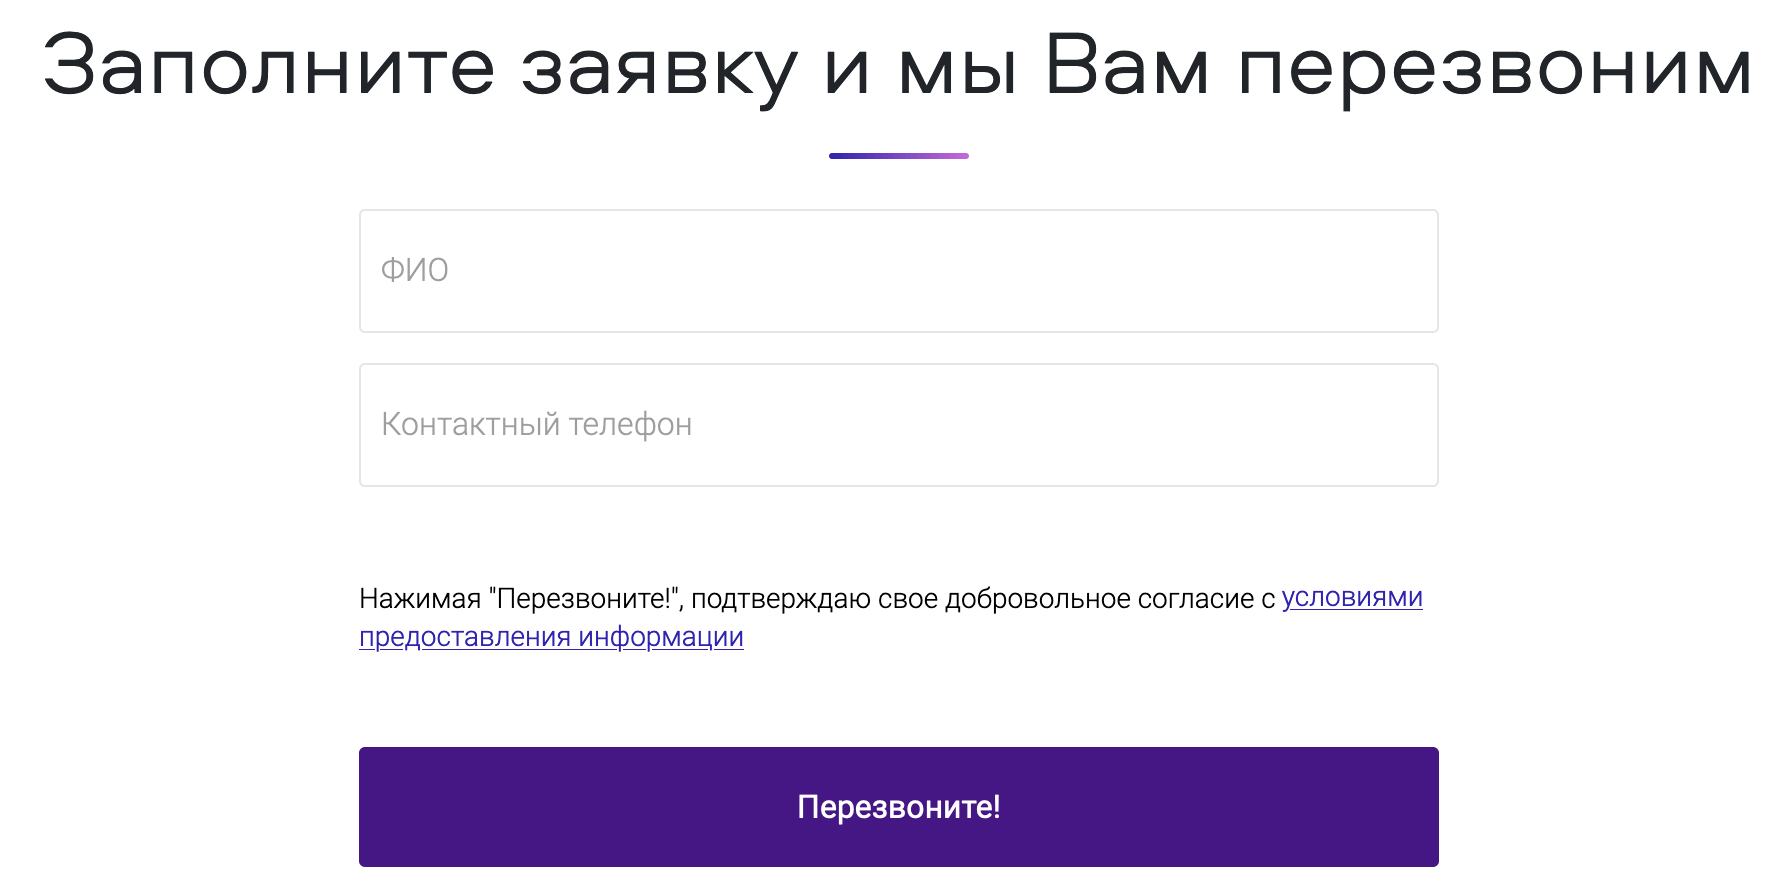 Заполните заявку и мы Вам перезвоним
ФИО
Контактный телефон
Нажимая "Перезвоните!", подтверждаю свое добровольное согласие с условиями
предоставления информации
Перезвоните!